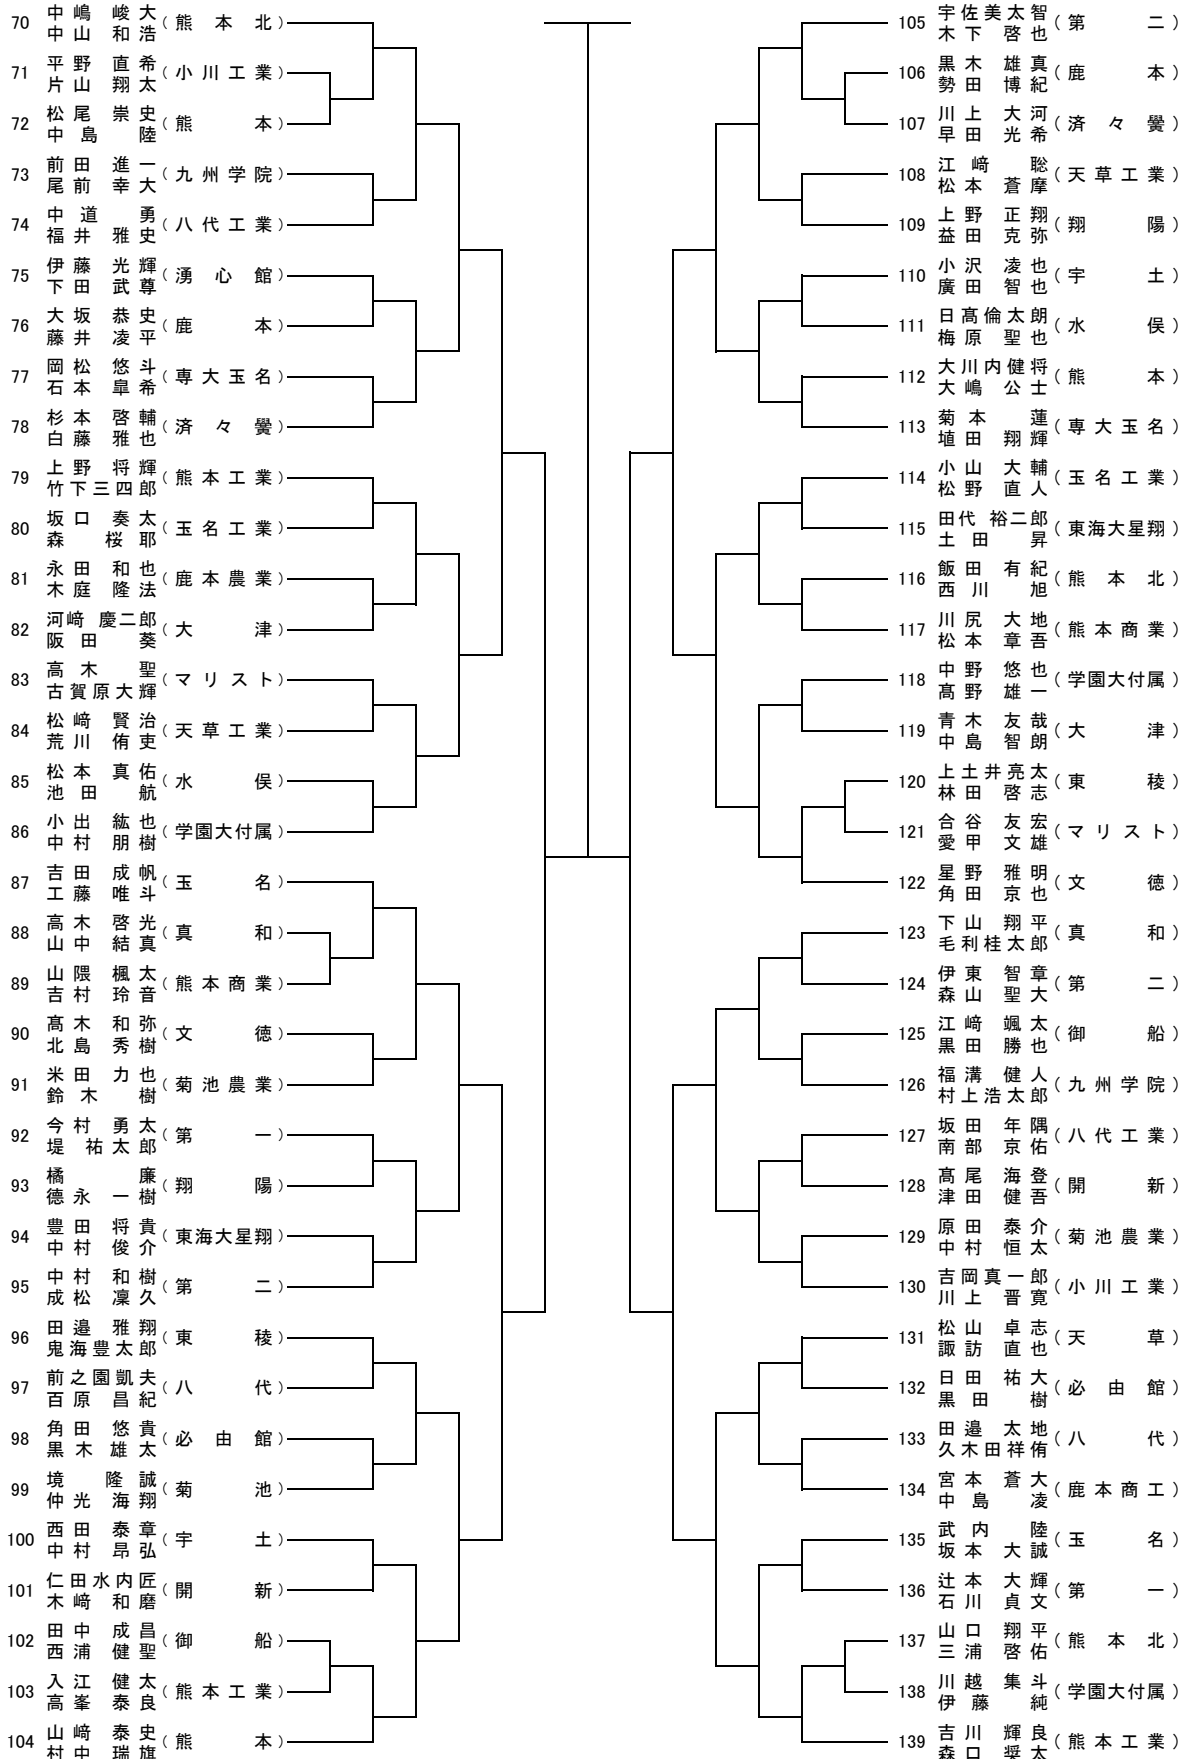 70 中嶋 峻大 (熊本北)
中山 和浩
71 平野 直希 (小川工業)
片山 翔太
72 松尾 崇史 (熊本)
中島 陸
73 前田 進一 (九州学院)
尾前 幸大
74 中道 勇 (八代工業)
福井 雅史
75 伊藤 光輝 (湧心館)
下田 武尊
76 大坂 恭史 (鹿本)
藤井 凌平
77 岡松 悠斗 (専大玉名)
石本 皐希
78 杉本 啓輔 (済々黌)
白藤 雅也
79 上野 将輝 (熊本工業)
竹下三四郎
80 坂口 奏太 (玉名工業)
森 桜耶
81 永田 和也 (鹿本農業)
木庭 隆法
82 河﨑 慶二郎 (大津)
阪田 葵
83 高木 聖 (マリスト)
古賀原大輝
84 松﨑 賢治 (天草工業)
荒川 侑吏
85 松本 真佑 (水俣)
池田 航
86 小出 紘也 (学園大付属)
中村 朋樹
87 吉田 成帆 (玉名)
工藤 唯斗
88 高木 啓光 (真和)
山中 結真
89 山隈 楓太 (熊本商業)
吉村 玲音
90 髙木 和弥 (文徳)
北島 秀樹
91 米田 力也 (菊池農業)
鈴木 樹
92 今村 勇太 (第一)
堤 祐太郎
93 橘 廉 (翔陽)
德永 一樹
94 豊田 将貴 (東海大星翔)
中村 俊介
95 中村 和樹 (第二)
成松 凜久
96 田邉 雅翔 (東稜)
鬼海豊太郎
97 前之園凱夫 (八代)
百原 昌紀
98 角田 悠貴 (必由館)
黒木 雄太
99 境 隆誠 (菊池)
仲光 海翔
100 西田 泰章 (宇土)
中村 昂弘
101 仁田水内匠 (開新)
木﨑 和磨
102 田中 成昌 (御船)
西浦 健聖
103 入江 健太 (熊本工業)
高峯 泰良
104 山﨑 泰史 (熊本)
村中 瑞旗
105 宇佐美太智 (第二)
木下 啓也
106 黒木 雄真 (鹿本)
勢田 博紀
107 川上 大河 (済々黌)
早田 光希
108 江﨑 聡 (天草工業)
松本 蒼摩
109 上野 正翔 (翔陽)
益田 克弥
110 小沢 凌也 (宇土)
廣田 智也
111 日髙倫太朗 (水俣)
梅原 聖也
112 大川内健将 (熊本)
大嶋 公士
113 菊本 蓮 (専大玉名)
埴田 翔輝
114 小山 大輔 (玉名工業)
松野 直人
115 田代 裕二郎 (東海大星翔)
土田 昇
116 飯田 有紀 (熊本北)
西川 旭
117 川尻 大地 (熊本商業)
松本 章吾
118 中野 悠也 (学園大付属)
髙野 雄一
119 青木 友哉 (大津)
中島 智朗
120 上土井亮太 (東稜)
林田 啓志
121 合谷 友宏 (マリスト)
愛甲 文雄
122 星野 雅明 (文徳)
角田 京也
123 下山 翔平 (真和)
毛利桂太郎
124 伊東 智章 (第二)
森山 聖大
125 江﨑 颯太 (御船)
黒田 勝也
126 福溝 健人 (九州学院)
村上浩太郎
127 坂田 年隅 (八代工業)
南部 京佑
128 髙尾 海登 (開新)
津田 健吾
129 原田 泰介 (菊池農業)
中村 恒太
130 吉岡真一郎 (小川工業)
川上 晋寛
131 松山 卓志 (天草)
諏訪 直也
132 日田 祐大 (必由館)
黒田 樹
133 田邉 太地 (八代)
久木田祥侑
134 宮本 蒼大 (鹿本商工)
中島 凌
135 武内 陸 (玉名)
坂本 大誠
136 辻本 大輝 (第一)
石川 貞文
137 山口 翔平 (熊本北)
三浦 啓佑
138 川越 集斗 (学園大付属)
伊藤 純
139 吉川 輝良 (熊本工業)
森口 奨太